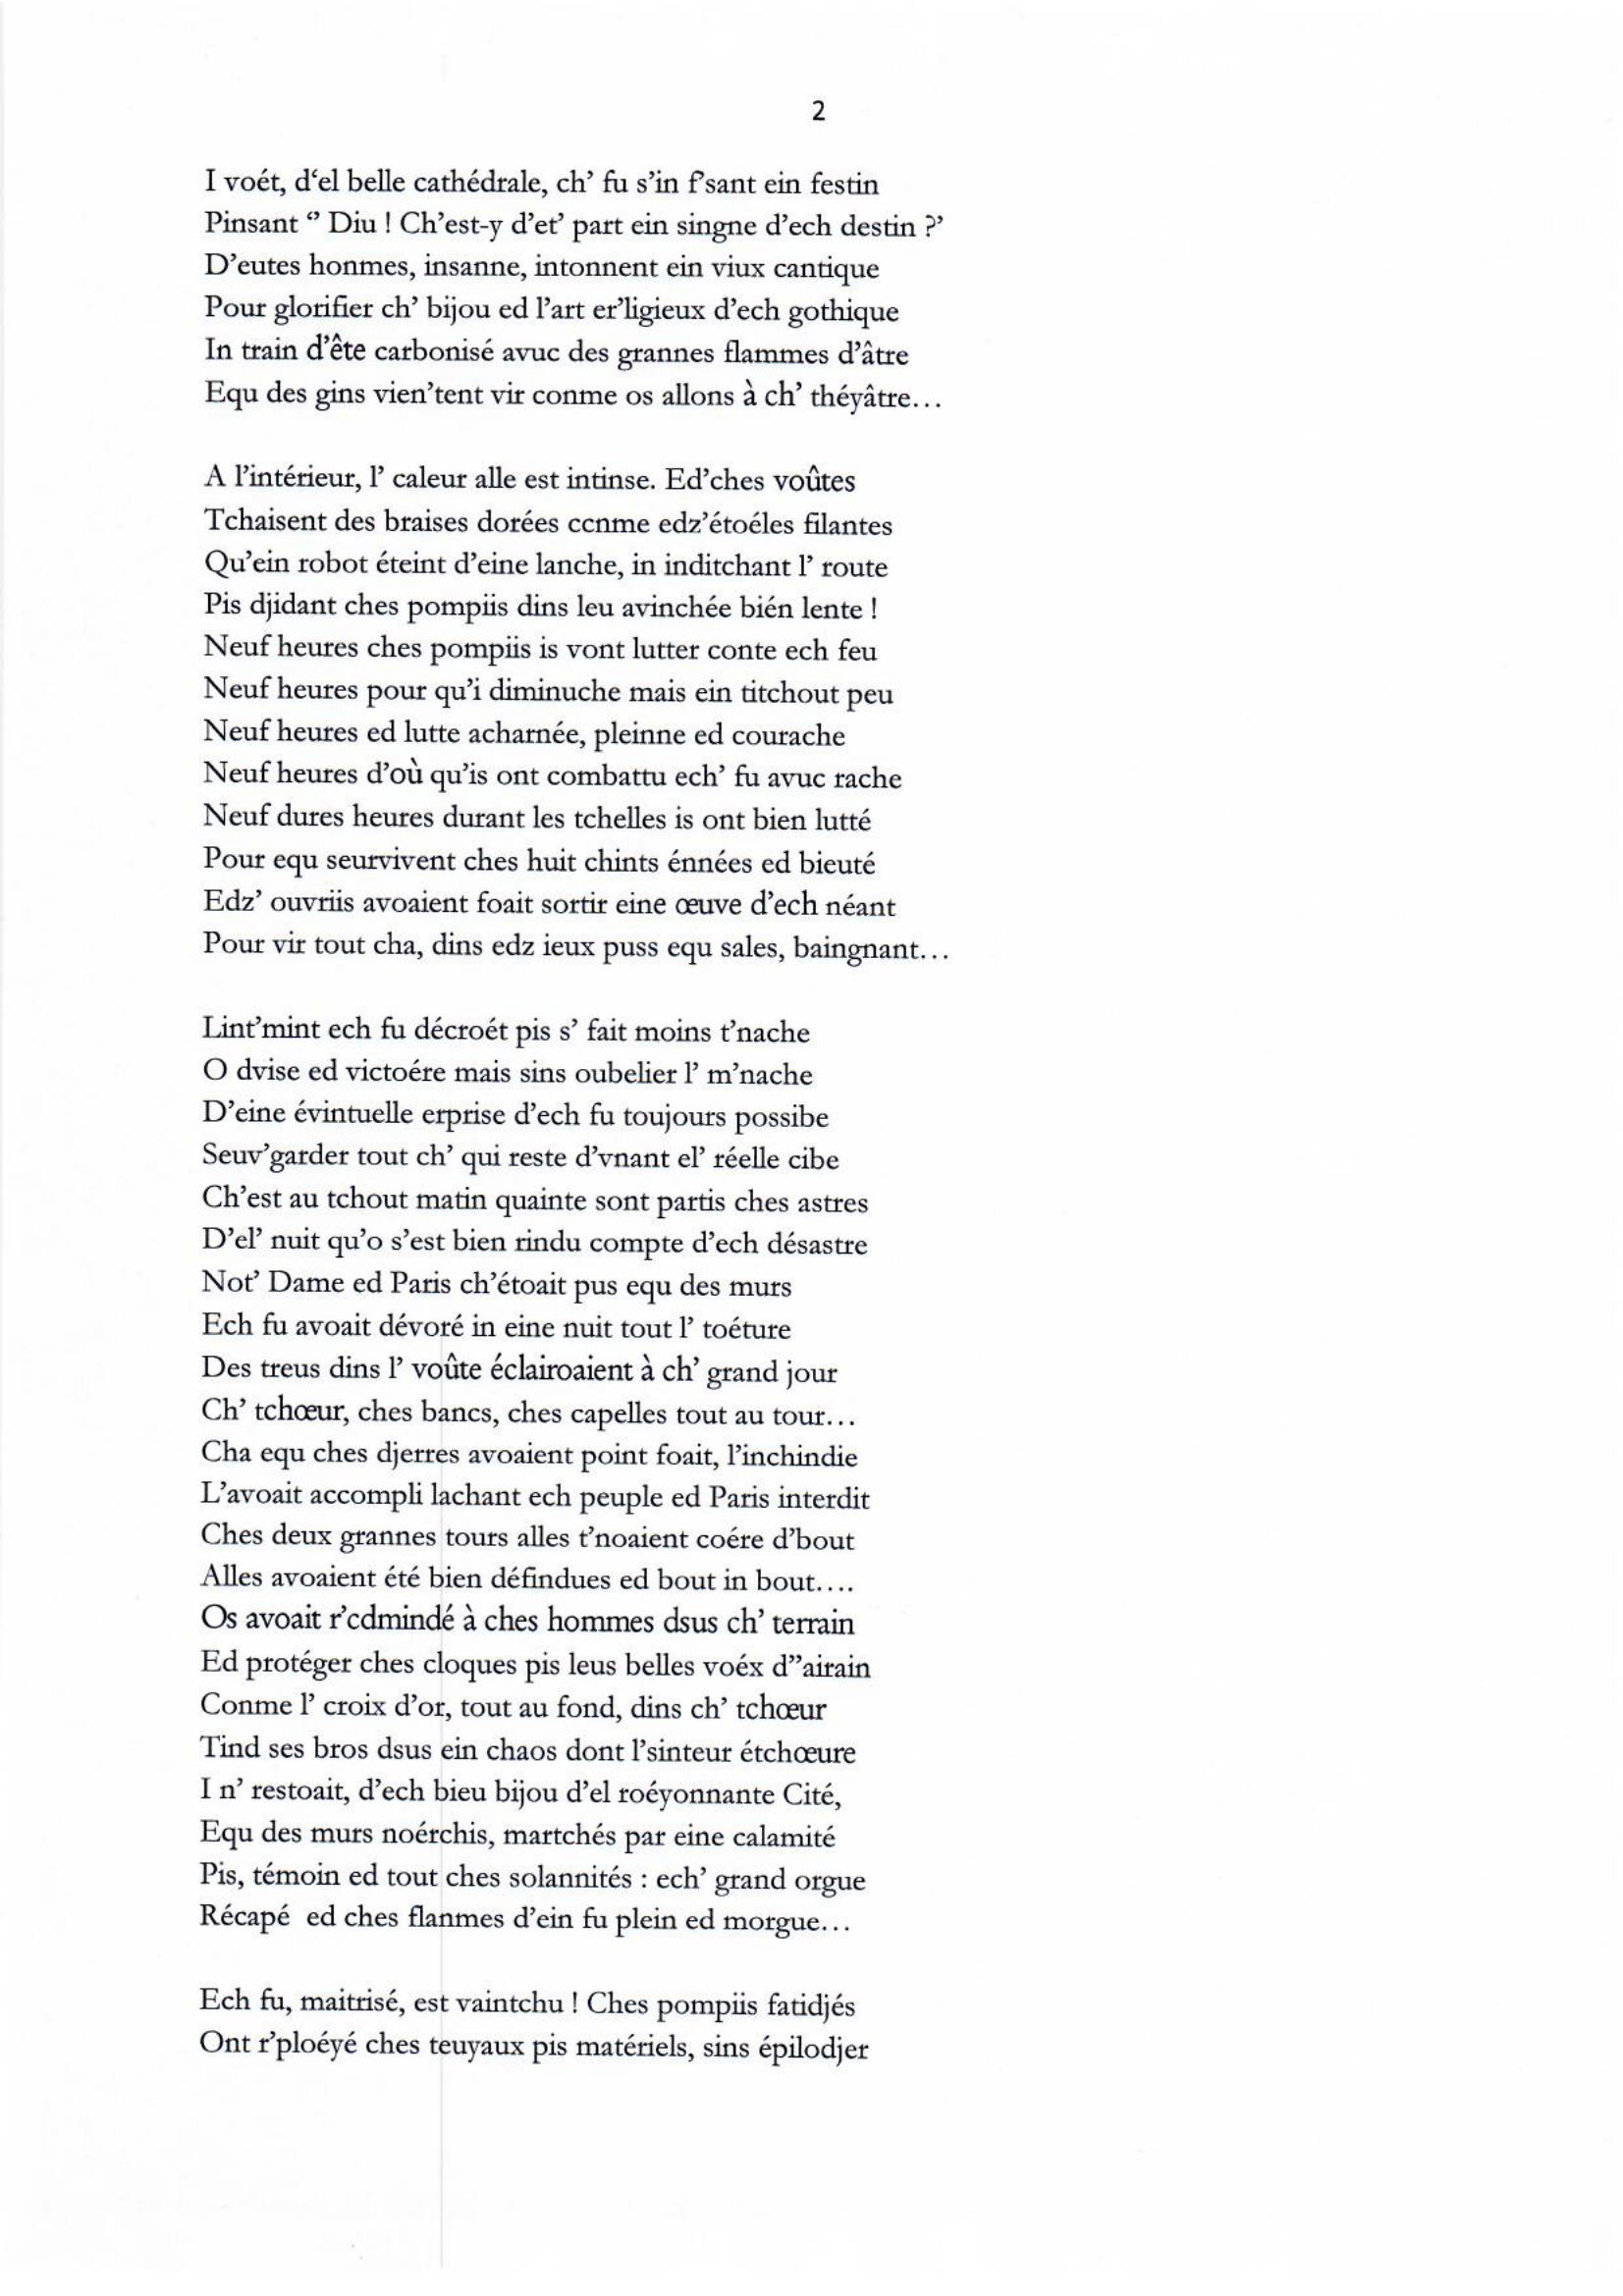 2
I voét, d‘el belle cathédrale, ch’ fu s’in f’sant ein festin
Pinsant “ Diu ! Ch’est-y d’et’ part ein singne d’ech destin ?’
D’eutes honmes, insanne, intonnent ein viux cantique
Pour glorifier ch’ bijou ed l’art er’ligieux d’ech gothique
In train d’ête carbonisé avuc des grannes flammes d’âtre
Equ des gins vien’tent vir conme os allons à ch’ théyâtre…
A l’intérieur, l’ caleur alle est intinse. Ed’ches voûtes
Tchaisent des braises dorées ccnme edz’étoéles filantes
Qu’ein robot éteint d’eine lanche, in inditchant l’ route
Pis djidant ches pompiis dins leu avinchée bién lente !
Neuf heures ches pompiis is vont lutter conte ech feu
Neuf heures pour qu’i diminuche mais ein titchout peu
Neuf heures ed lutte acharnée, pleinne ed courache
Neuf heures d’où qu’is ont combattu ech’ fu avuc rache
Neuf dures heures durant les tchelles is ont bien lutté
Pour equ seurvivent ches huit chints énnées ed bieuté
Edz’ ouvriis avoaient foait sortir eine œuve d’ech néant
Pour vir tout cha, dins edz ieux puss equ sales, baingnant…
Lint’mint ech fu décroét pis s’ fait moins t’nache
O dvise ed victoére mais sins oubelier l’ m’nache
D’eine évintuelle erprise d’ech fu toujours possibe
Seuv’garder tout ch’ qui reste d’vnant el’ réelle cibe
Ch’est au tchout matin quainte sont partis ches astres
D’el’ nuit qu’o s’est bien rindu compte d’ech désastre
Not’ Dame ed Paris ch’étoait pus equ des murs
Ech fu avoait dévoré in eine nuit tout l’ toéture
Des treus dins l’ voûte éclairoaient à ch’ grand jour
Ch’ tchœur, ches bancs, ches capelles tout au tour…
Cha equ ches djerres avoaient point foait, l’inchindie
L’avoait accompli lachant ech peuple ed Paris interdit
Ches deux grannes tours alles t’noaient coére d’bout
Alles avoaient été bien défindues ed bout in bout….
Os avoait r’cdmindé à ches hommes dsus ch’ terrain
Ed protéger ches cloques pis leus belles voéx d’’airain
Conme l’ croix d’or, tout au fond, dins ch’ tchœur
Tind ses bros dsus ein chaos dont l’sinteur étchœure
I n’ restoait, d’ech bieu bijou d’el roéyonnante Cité,
Equ des murs noérchis, martchés par eine calamité
Pis, témoin ed tout ches solannités : ech’ grand orgue
Récapé ed ches flanmes d’ein fu plein ed morgue…
Ech fu, maitrisé, est vaintchu ! Ches pompiis fatidjés
Ont r’ploéyé ches teuyaux pis matériels, sins épilodjer